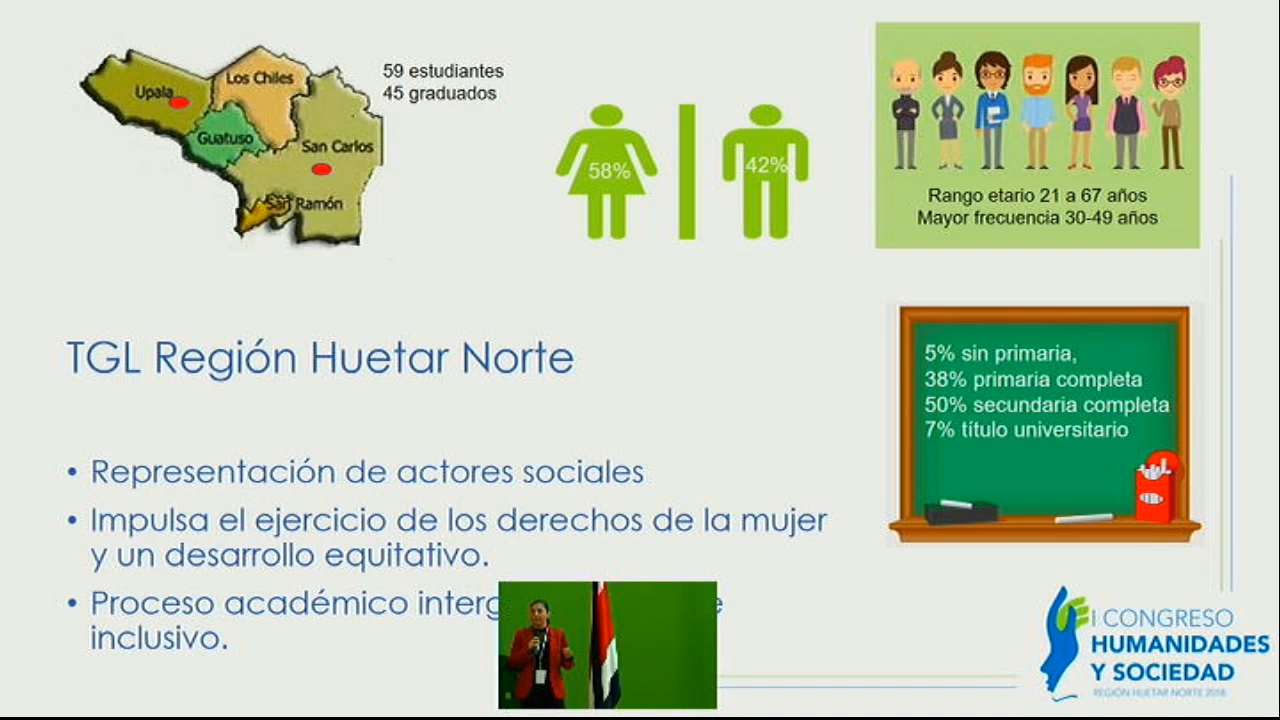 Upala
Los Chiles
Guatuso
San Carlos
San Ramón
59 estudiantes
45 graduados
58%
42%
Rango etario 21 a 67 años
Mayor frecuencia 30-49 años
TGL Región Huetar Norte
5% sin primaria,
38% primaria completa
50% secundaria completa
7% título universitario
• Representación de actores sociales
• Impulsa el ejercicio de los derechos de la mujer
y un desarrollo equitativo.
• Proceso académico
inclusivo.
I CONGRESO
HUMANIDADES
Y SOCIEDAD
REGIÓN HUETAR NORTE 2018